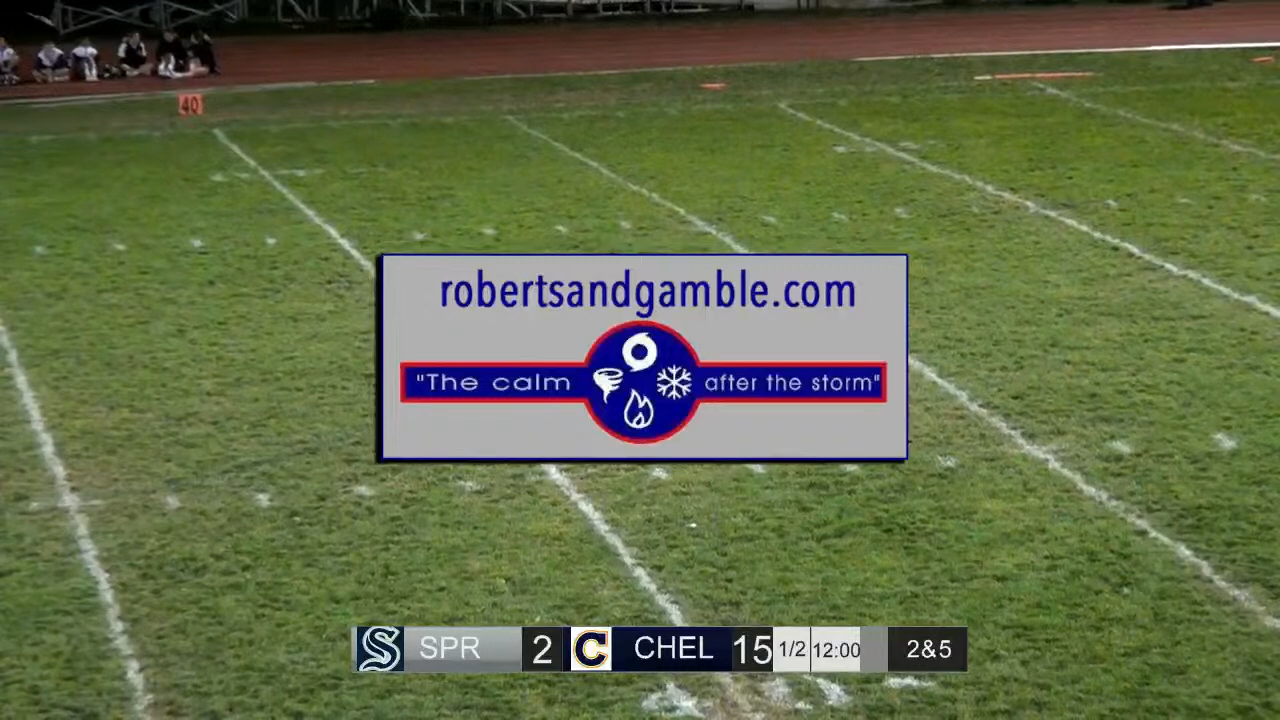 40
robertsandgamble.com
"The calm after the storm"
S SPR 2 C CHEL 15 1/2 12:00 2&5